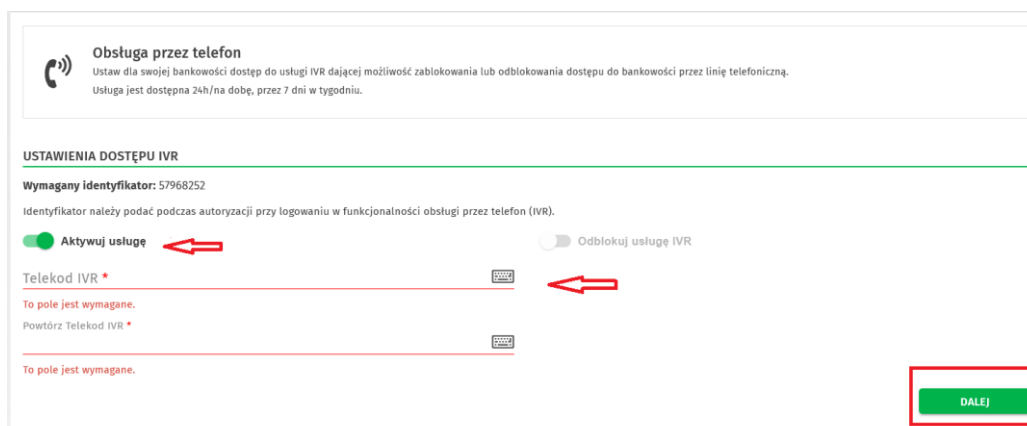 Obsługa przez telefon
Ustaw dla swojej bankowości dostęp do usługi IVR dającej możliwość zablokowania lub odblokowania dostępu do bankowości przez linię telefoniczną.
Usługa jest dostępna 24h/na dobę, przez 7 dni w tygodniu.
USTAWIENIA DOSTĘPU IVR
Wymagany identyfikator: 57968252
Identyfikator należy podać podczas autoryzacji przy logowaniu w funkcjonalności obsługi przez telefon (IVR).
Aktywuj usługę Odblokuj usługę IVR
Telekod IVR *
To pole jest wymagane.
Powtórz Telekod IVR *
To pole jest wymagane.
DALEJ